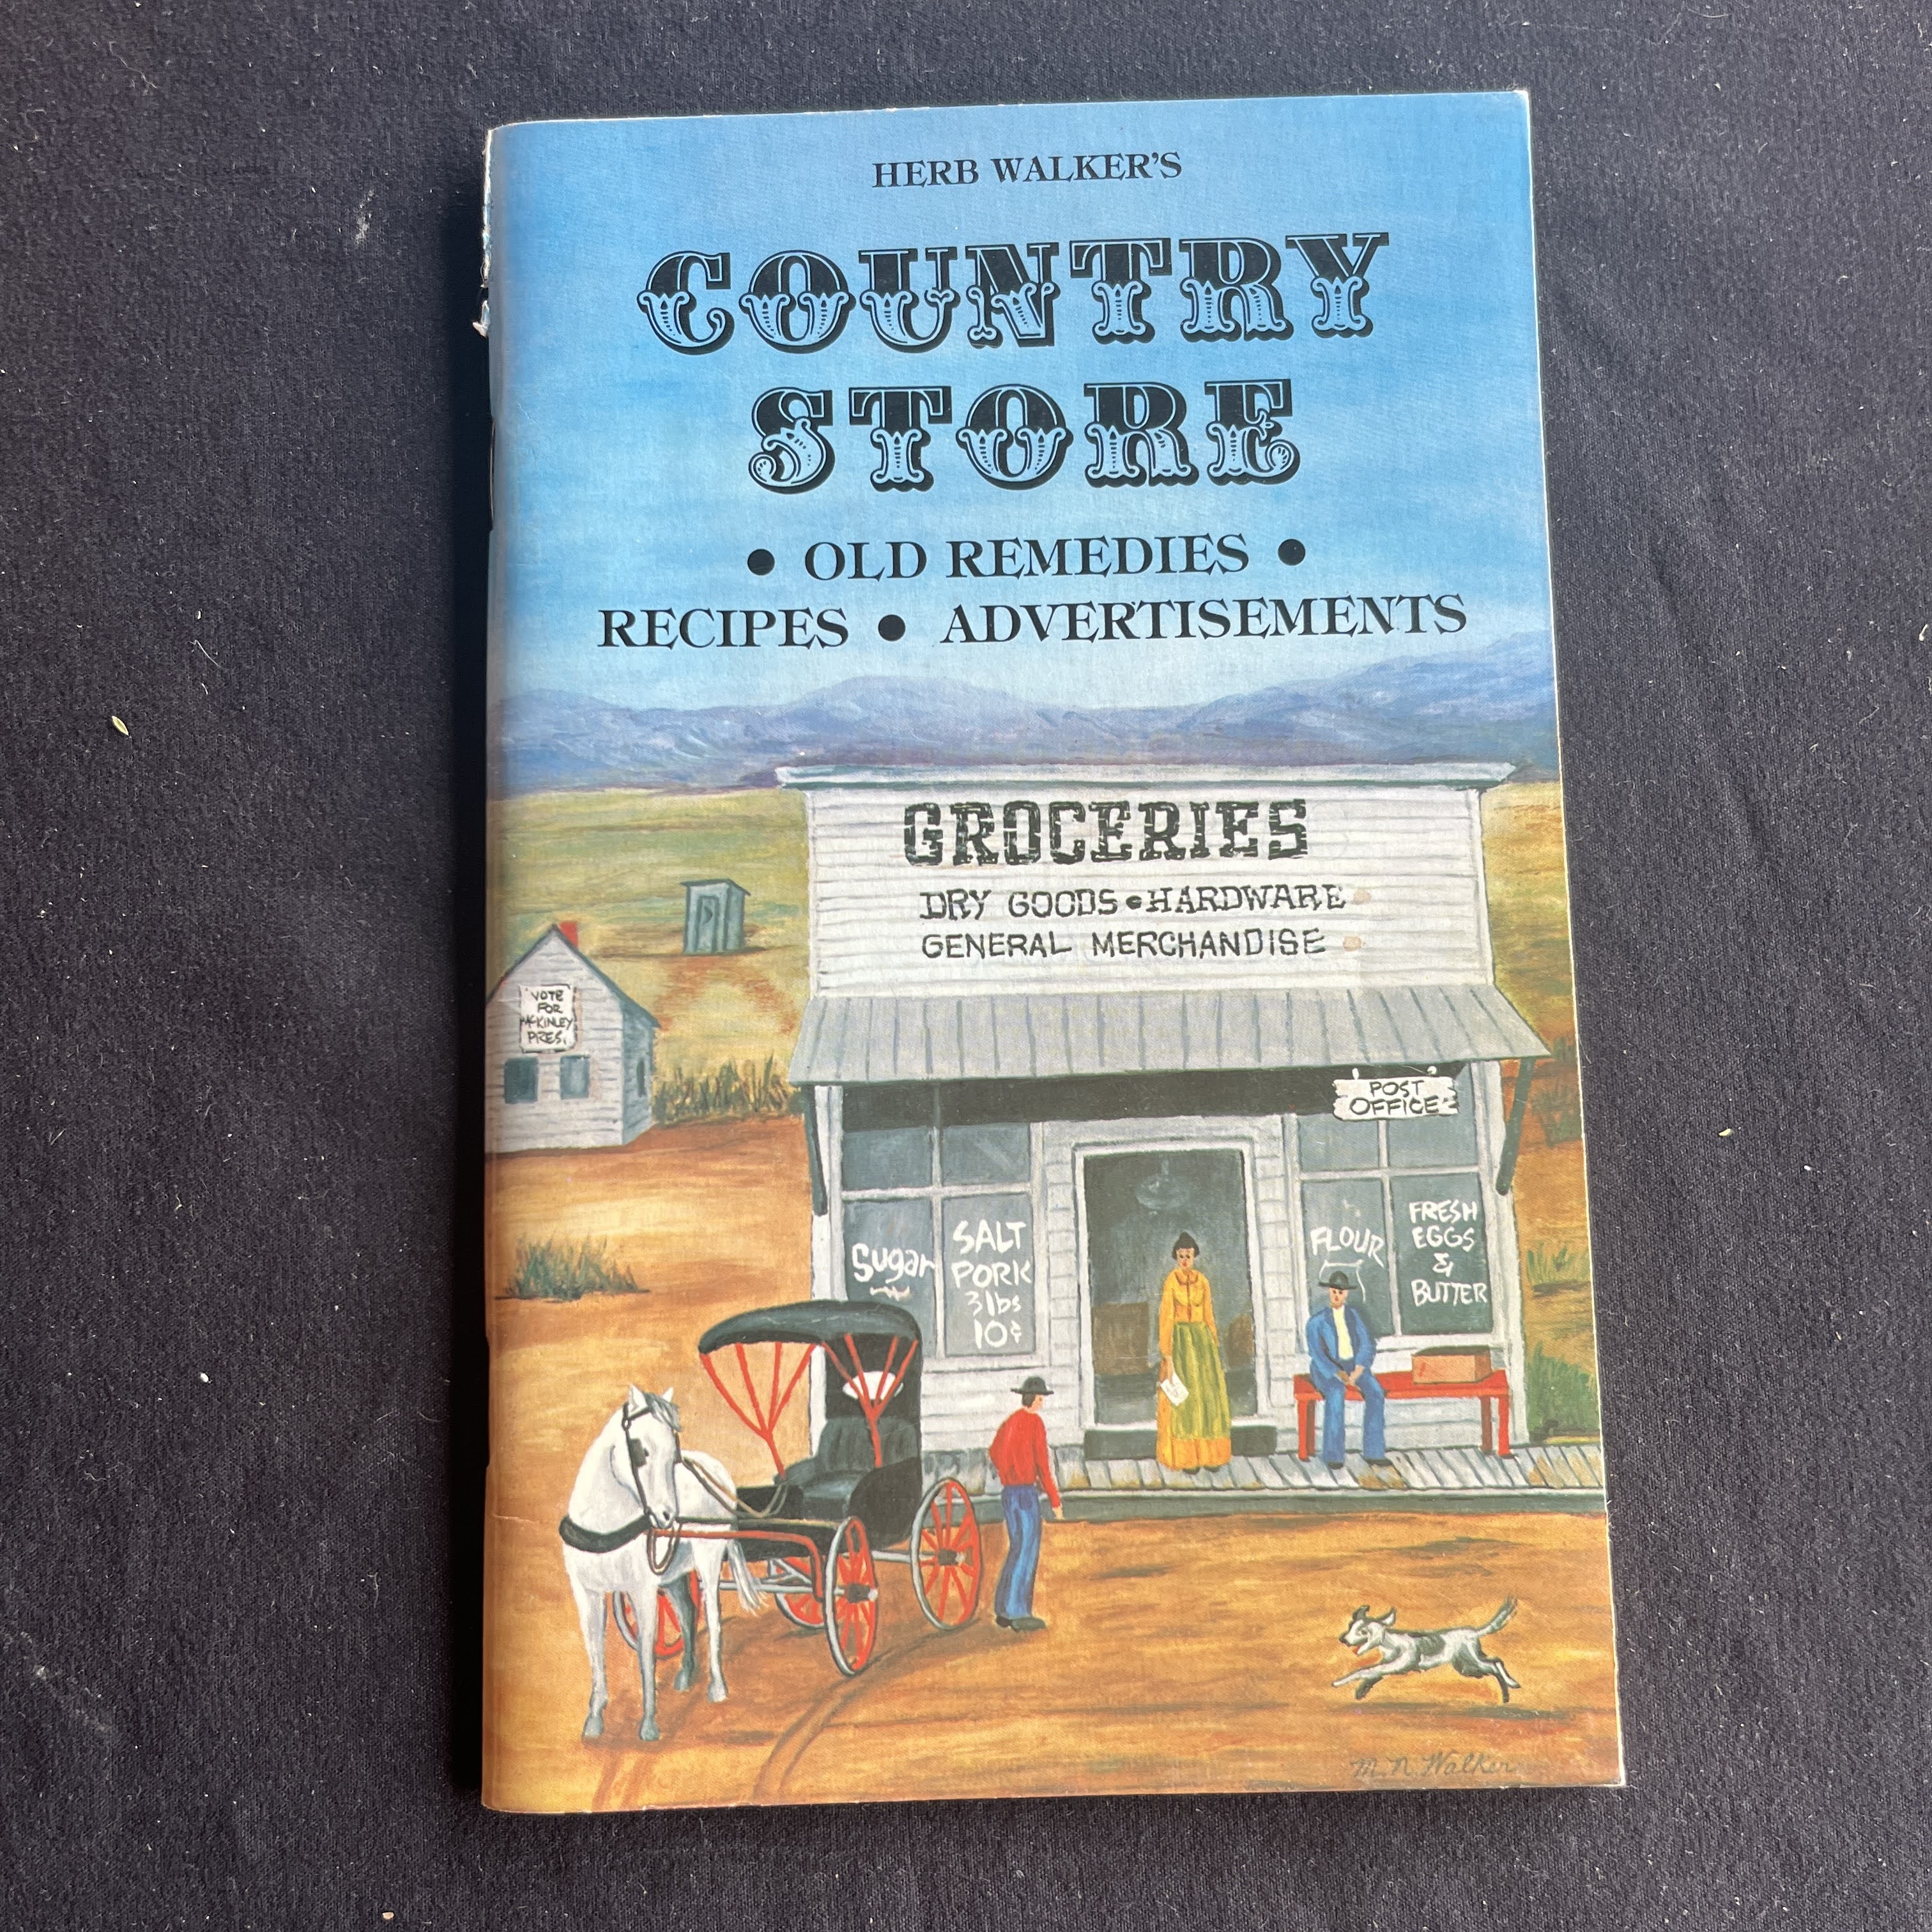 HERB WALKER'S
COUNTRY
STORE
• OLD REMEDIES •
RECIPES • ADVERTISEMENTS
GROCERIES
DRY GOODS • HARDWARE
GENERAL MERCHANDISE
VOTE
FOR
McKINLEY
PRES.
POST
OFFICE
Sugar
SALT
PORK
3 lbs
10¢
FLOUR
FRESH
EGGS
&
BUTTER
M. N. Walker